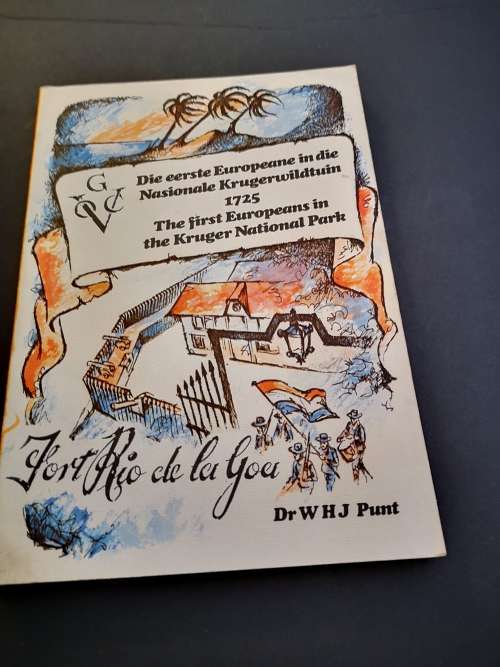 GVOC
Die eerste Europeane in die
Nasionale Krugerwildtuin
1725
The first Europeans in
the Kruger National Park
Fort Rio de la Goa
Dr W H J Punt